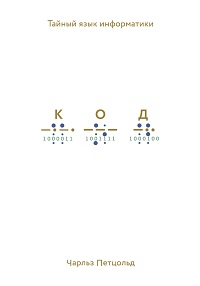 Тайный язык информатики
К О Д
1000011 1001111 1000100
Чарльз Петцольд